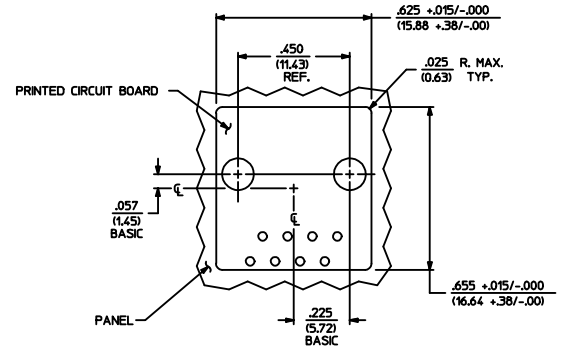 .625 +.015/-.000
(15.88 +.38/-.00)
.450
(11.43)
REF.
.025 R. MAX.
(0.63) TYP.
PRINTED CIRCUIT BOARD
℄
.057
(1.45)
BASIC
℄
.655 +.015/-.000
(16.64 +.38/-.00)
.225
(5.72)
BASIC
PANEL